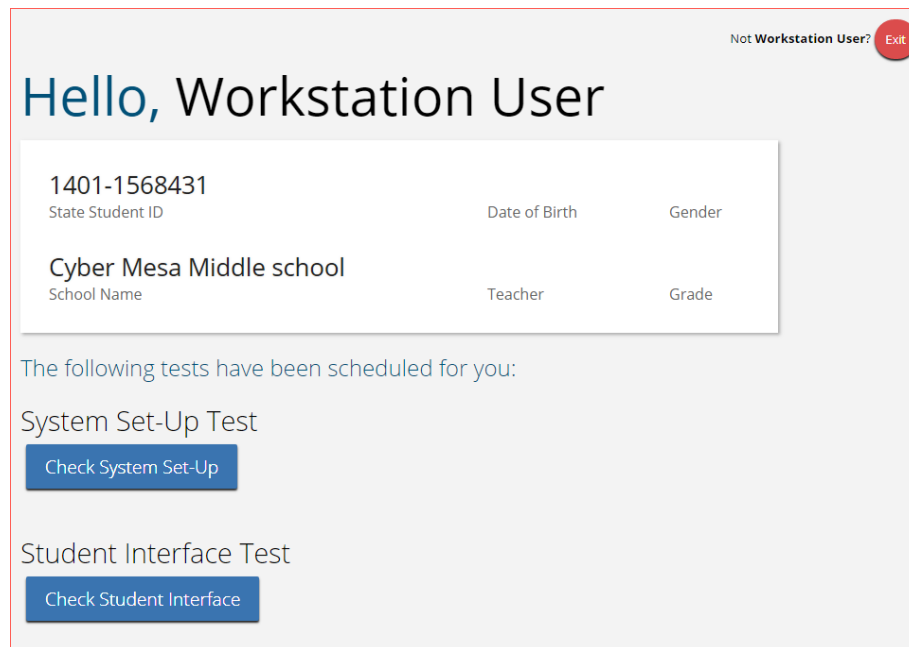 Not Workstation User? Exit
Hello, Workstation User
1401-1568431
State Student ID Date of Birth Gender
Cyber Mesa Middle school
School Name Teacher Grade
The following tests have been scheduled for you:
System Set-Up Test
Check System Set-Up
Student Interface Test
Check Student Interface